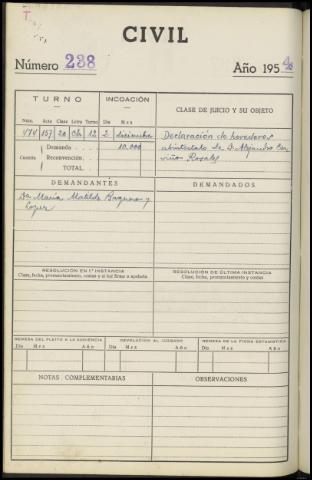 CIVIL
Número 238
Año 1954
TURNO
INCOACIÓN
CLASE DE JUICIO Y SU OBJETO
Núm. Acta Clase Letra Turno Día Mes
474 157 20 Ch 12 2 diciembre
Declaración de herederos
abintestato de D. Alejandro
Rosales
Cuantía
Demanda 10.000
Reconvención
TOTAL
DEMANDANTES
DEMANDADOS
Da. María Matilde Baquero y
López
RESOLUCIÓN EN 1.ª INSTANCIA
Clase, fecha, pronunciamiento, costas y si fué firme o apelada
RESOLUCIÓN DE ÚLTIMA INSTANCIA
Clase, fecha, pronunciamiento y costas
REMESA DEL PLEITO A LA AUDIENCIA
DEVOLUCIÓN AL JUZGADO
REMESA DE LA FICHA ESTADÍSTICA
Día Mes Año
Día Mes Año
Día Mes Año
NOTAS COMPLEMENTARIAS
OBSERVACIONES